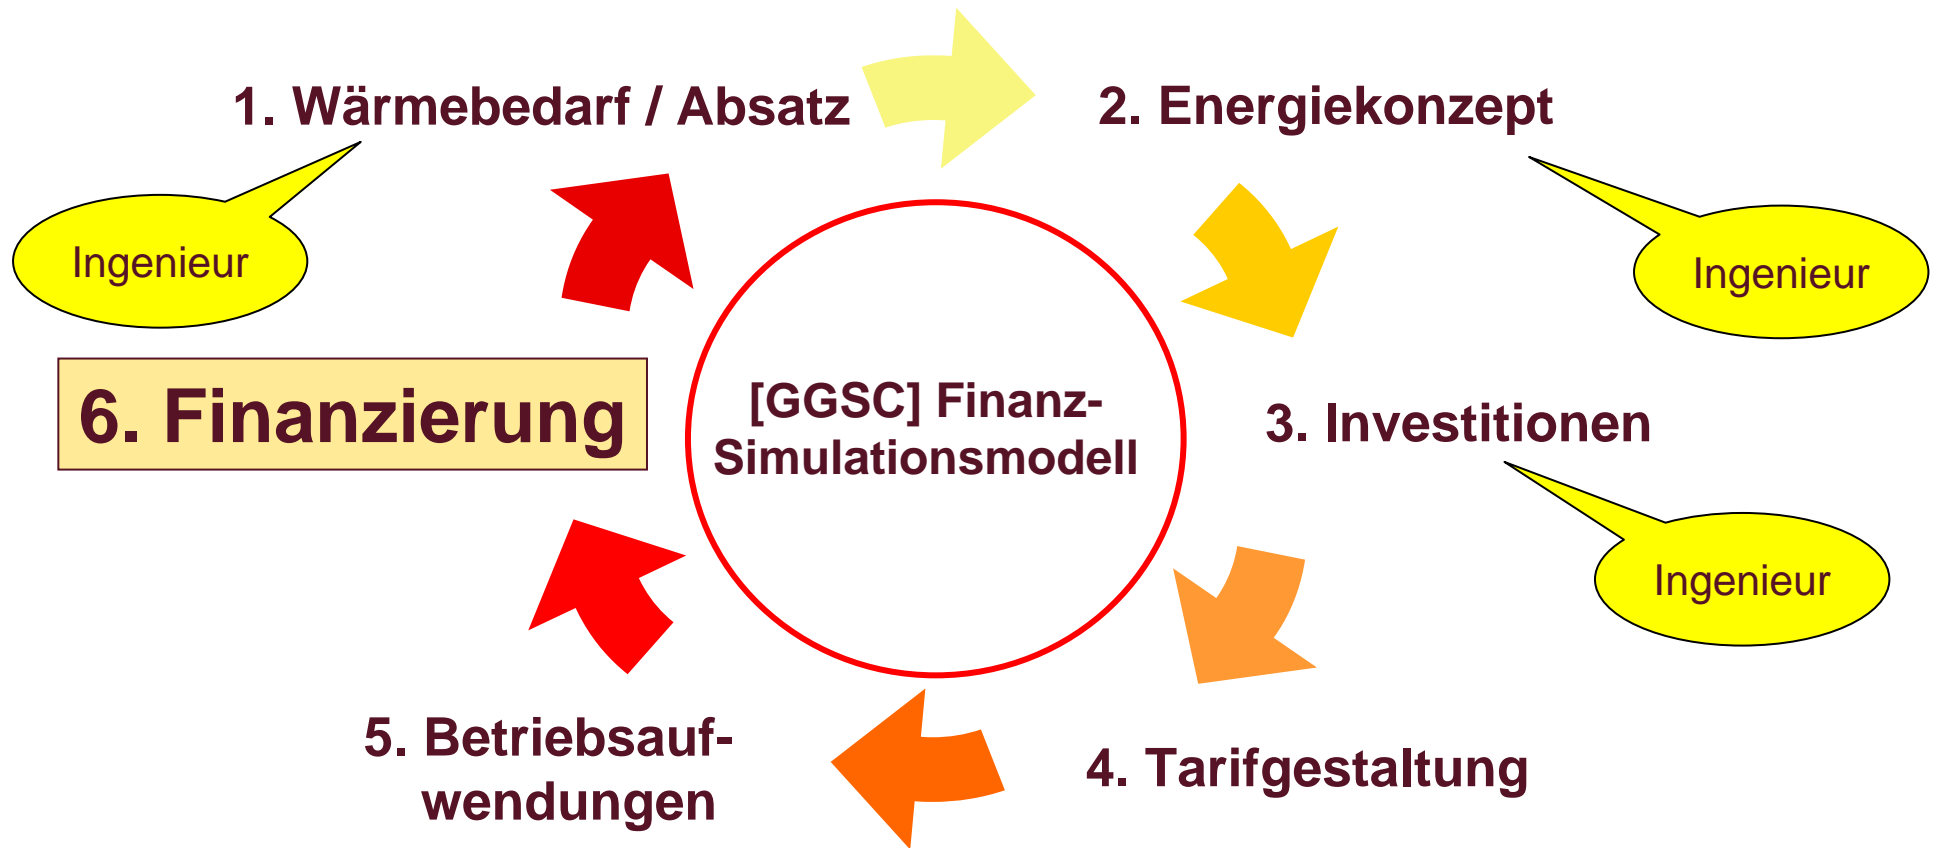 1. Wärmebedarf / Absatz
2. Energiekonzept
Ingenieur
Ingenieur
6. Finanzierung
[GGSC] Finanz-
Simulationsmodell
3. Investitionen
Ingenieur
5. Betriebsauf-
wendungen
4. Tarifgestaltung